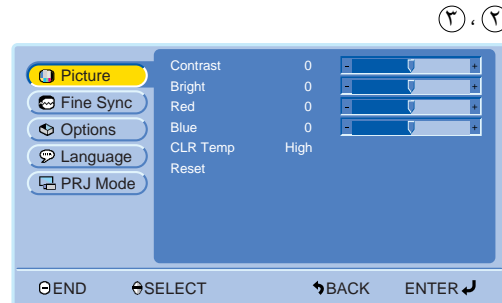 ٢، ٣
Picture
Fine Sync
Options
Language
PRJ Mode
Contrast 0 - +
Bright 0 - +
Red 0 - +
Blue 0 - +
CLR Temp High
Reset
END SELECT BACK ENTER